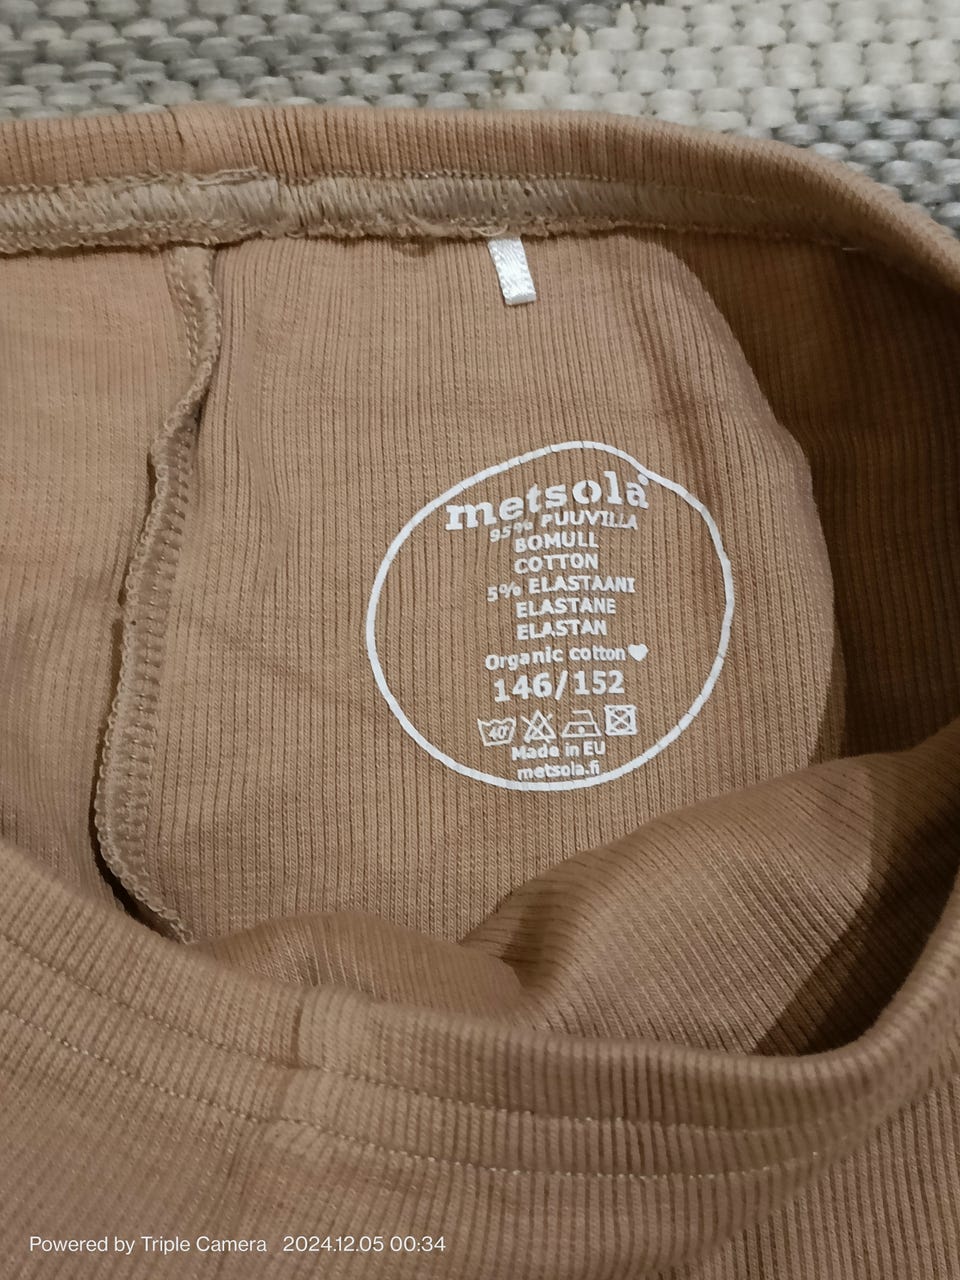 metsola
95% PUUVILLA
BOMULL
COTTON
5% ELASTAANI
ELASTANE
ELASTAN
Organic cotton
146/152
40°
Made in EU
metsola.fi
Powered by Triple Camera 2024.12.05 00:34